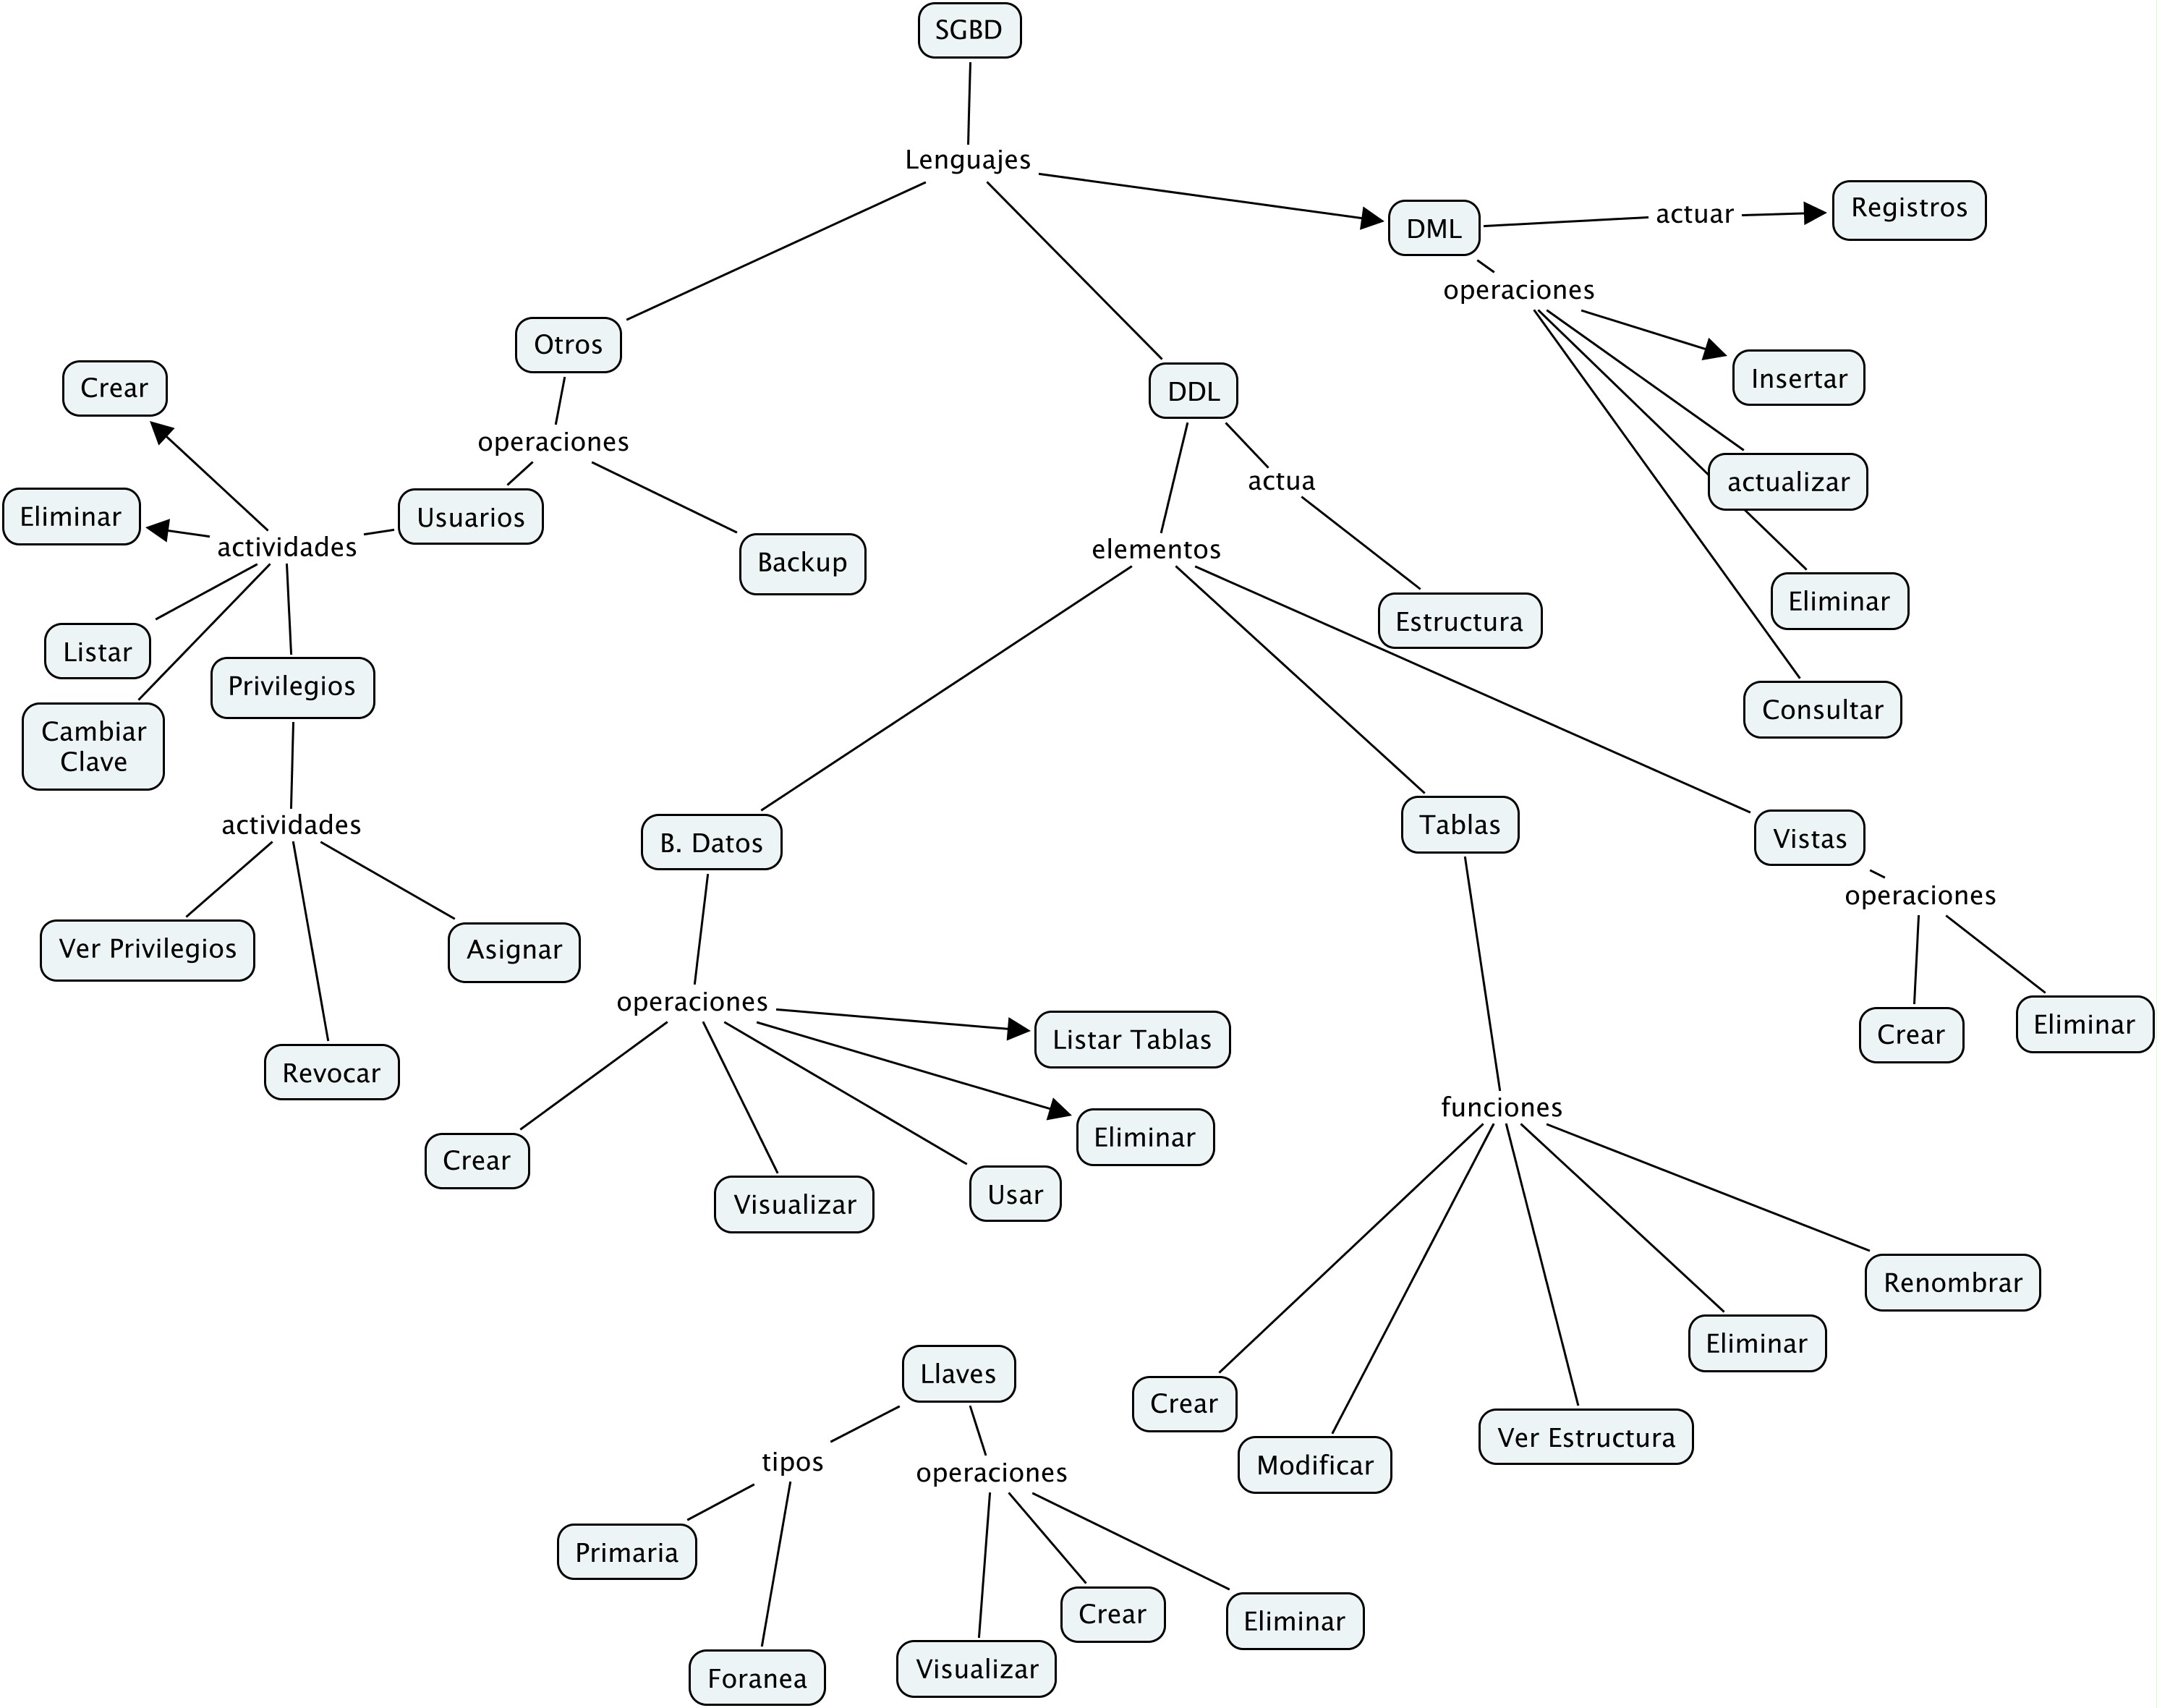 SGBD
Lenguajes
DML
actuar
Registros
operaciones
Insertar
actualizar
Eliminar
Consultar
Otros
operaciones
Usuarios
Backup
actividades
Crear
Eliminar
Listar
Cambiar
Clave
Privilegios
actividades
Ver Privilegios
Revocar
Asignar
DDL
actua
Estructura
elementos
B. Datos
operaciones
Listar Tablas
Eliminar
Usar
Visualizar
Crear
Tablas
funciones
Crear
Modificar
Ver Estructura
Eliminar
Renombrar
Vistas
operaciones
Crear
Eliminar
Llaves
tipos
Primaria
Foranea
operaciones
Visualizar
Crear
Eliminar